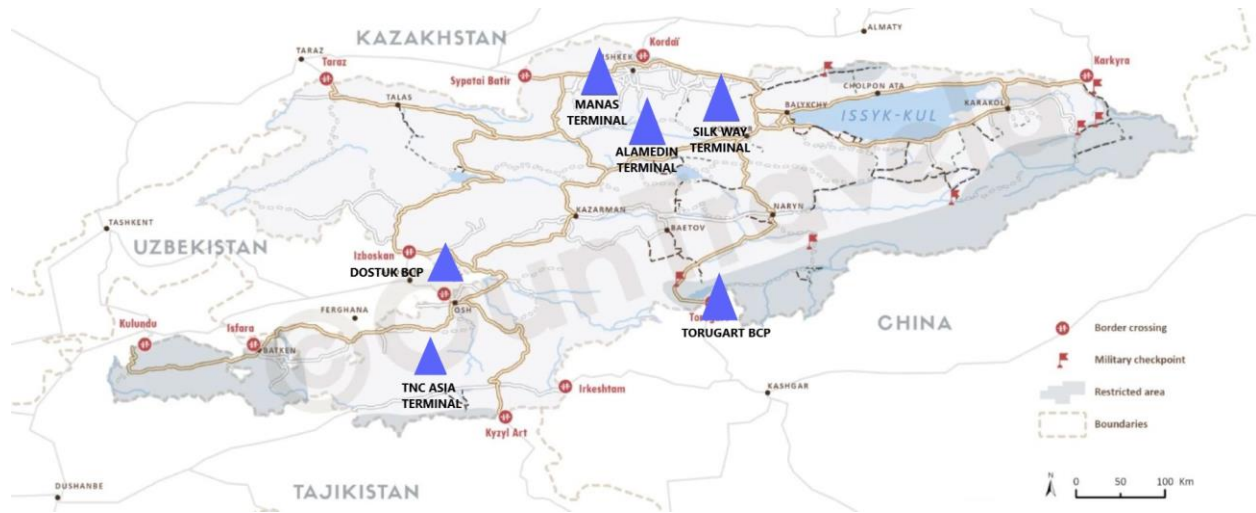 ALMATY
KAZAKHSTAN
TARAZ
Taraz
Sypatai Batir
Kordaï
SHKEK
Karkyra
MANAS
TERMINAL
TALAS
CHOLPON ATA
BALYKCHY
ISSYK-KUL
KARAKOL
SILK WAY
TERMINAL
ALAMEDIN
TERMINAL
TASHKENT
UZBEKISTAN
KAZARMAN
NARYN
BAETOV
Izboskan
DOSTUK BCP
OSH
FERGHANA
Kulundu
Isfara
BATKEN
TORUGART BCP
CHINA
TNC ASIA
TERMINAL
Irkeshtam
KASHGAR
Kyzyl Art
DUSHANBE
TAJIKISTAN
Border crossing
Military checkpoint
Restricted area
Boundaries
N
0 50 100 Km